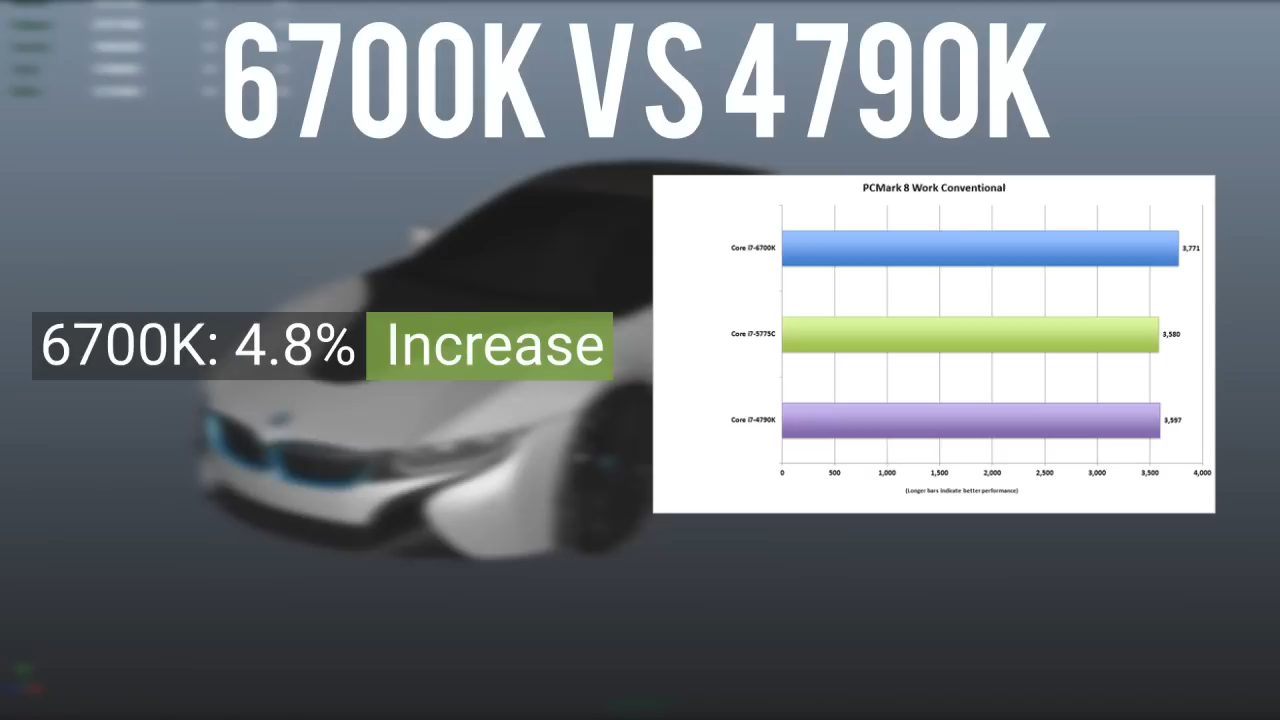 6700K VS 4790K
PCMark 8 Work Conventional
Core i7-6700K
3,771
6700K: 4.8% Increase
Core i7-5775C
3,580
Core i7-4790K
3,597
0 500 1,000 1,500 2,000 2,500 3,000 3,500 4,000
(Longer bars indicate better performance)